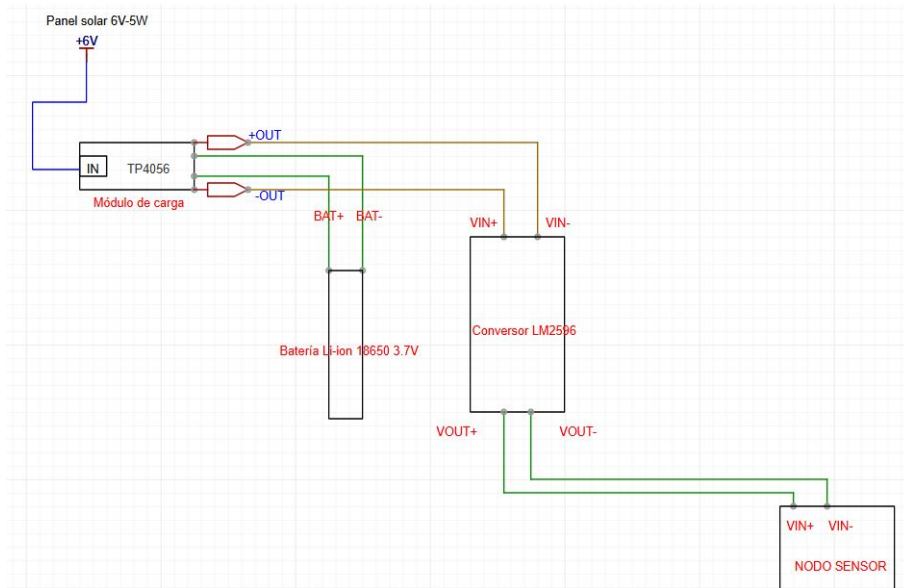 Panel solar 6V-5W
+6V
+OUT
IN
TP4056
-OUT
Módulo de carga
BAT+ BAT-
VIN+ VIN-
Conversor LM2596
Batería Li-ion 18650 3.7V
VOUT+ VOUT-
VIN+ VIN-
NODO SENSOR